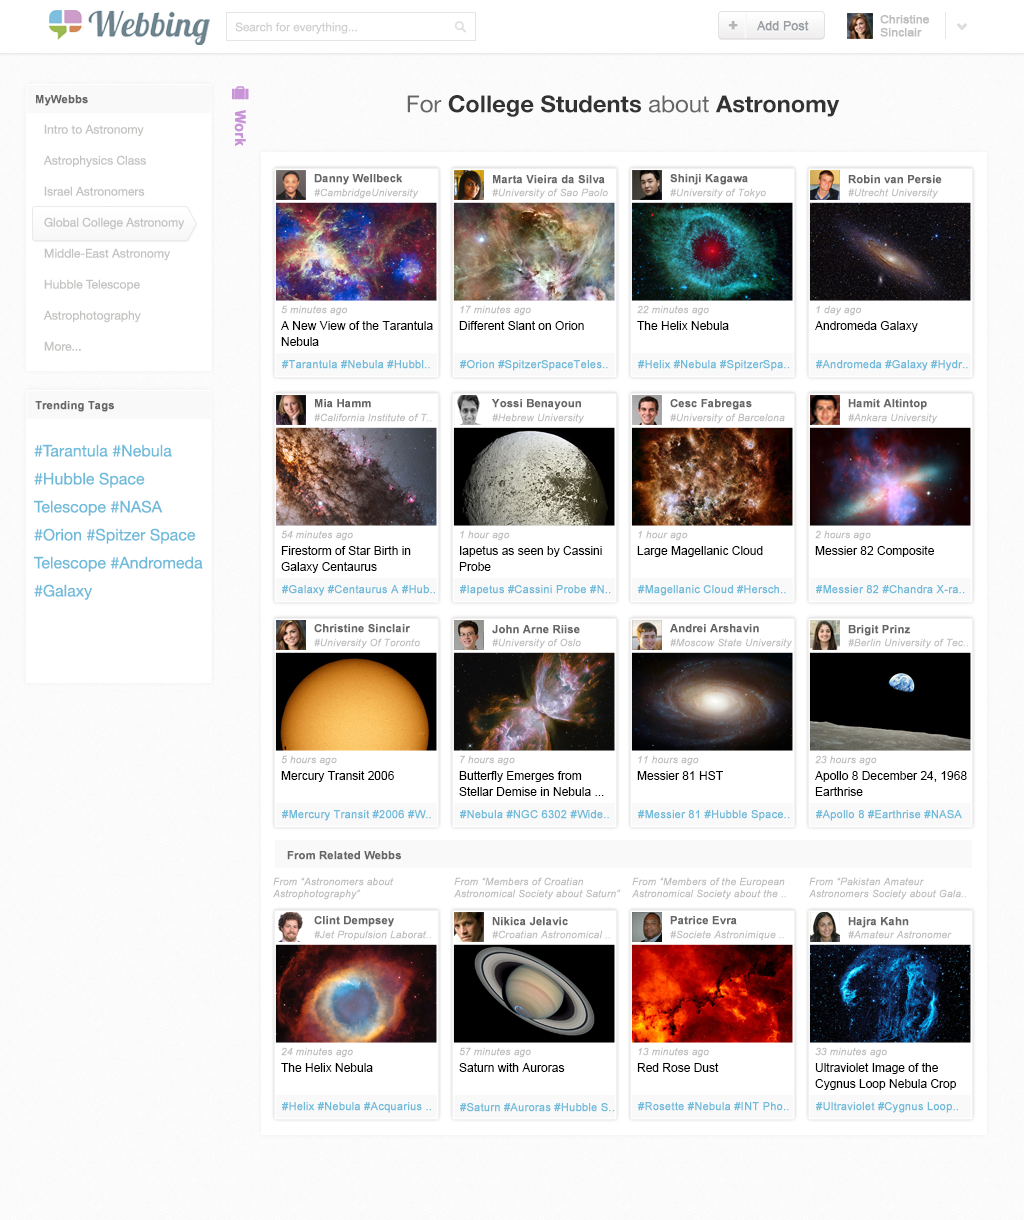 Webbing
Search for everything...
+ Add Post
Christine
Sinclair
MyWebbs
Intro to Astronomy
Astrophysics Class
Israel Astronomers
Global College Astronomy
Middle-East Astronomy
Hubble Telescope
Astrophotography
More...
Trending Tags
#Tarantula #Nebula
#Hubble Space
Telescope #NASA
#Orion #Spitzer Space
Telescope #Andromeda
#Galaxy
Work
For College Students about Astronomy
Danny Wellbeck
#CambridgeUniversity
5 minutes ago
A New View of the Tarantula
Nebula
#Tarantula #Nebula #Hubbl..
Marta Vieira da Silva
#University of Sao Paolo
17 minutes ago
Different Slant on Orion
#Orion #SpitzerSpaceTeles..
Shinji Kagawa
#University of Tokyo
22 minutes ago
The Helix Nebula
#Helix #Nebula #SpitzerSpa..
Robin van Persie
#Utrecht University
1 day ago
Andromeda Galaxy
#Andromeda #Galaxy #Hydr..
Mia Hamm
#California Institute of T..
54 minutes ago
Firestorm of Star Birth in
Galaxy Centaurus
#Galaxy #Centaurus A #Hub..
Yossi Benayoun
#Hebrew University
1 hour ago
Iapetus as seen by Cassini
Probe
#Iapetus #Cassini Probe #N..
Cesc Fabregas
#University of Barcelona
1 hour ago
Large Magellanic Cloud
#Magellanic Cloud #Hersch..
Hamit Altintop
#Ankara University
2 hours ago
Messier 82 Composite
#Messier 82 #Chandra X-ra..
Christine Sinclair
#University Of Toronto
5 hours ago
Mercury Transit 2006
#Mercury Transit #2006 #W..
John Arne Riise
#University of Oslo
7 hours ago
Butterfly Emerges from
Stellar Demise in Nebula ...
#Nebula #NGC 6302 #Wide..
Andrei Arshavin
#Moscow State University
11 hours ago
Messier 81 HST
#Messier 81 #Hubble Space..
Brigit Prinz
#Berlin University of Tec..
23 hours ago
Apollo 8 December 24, 1968
Earthrise
#Apollo 8 #Earthrise #NASA
From Related Webbs
From "Astronomers about
Astrophotography"
Clint Dempsey
#Jet Propulsion Laborat..
24 minutes ago
The Helix Nebula
#Helix #Nebula #Acquarius ..
From "Members of Croatian
Astronomical Society about Saturn"
Nikica Jelavic
#Croatian Astronomical ..
57 minutes ago
Saturn with Auroras
#Saturn #Auroras #Hubble S..
From "Members of the European
Astronomical Society about the ..
Patrice Evra
#Societe Astronimique ..
13 minutes ago
Red Rose Dust
#Rosette #Nebula #INT Pho..
From "Pakistan Amateur
Astronomers Society about Gala..
Hajra Kahn
#Amateur Astronomer
33 minutes ago
Ultraviolet Image of the
Cygnus Loop Nebula Crop
#Ultraviolet #Cygnus Loop..